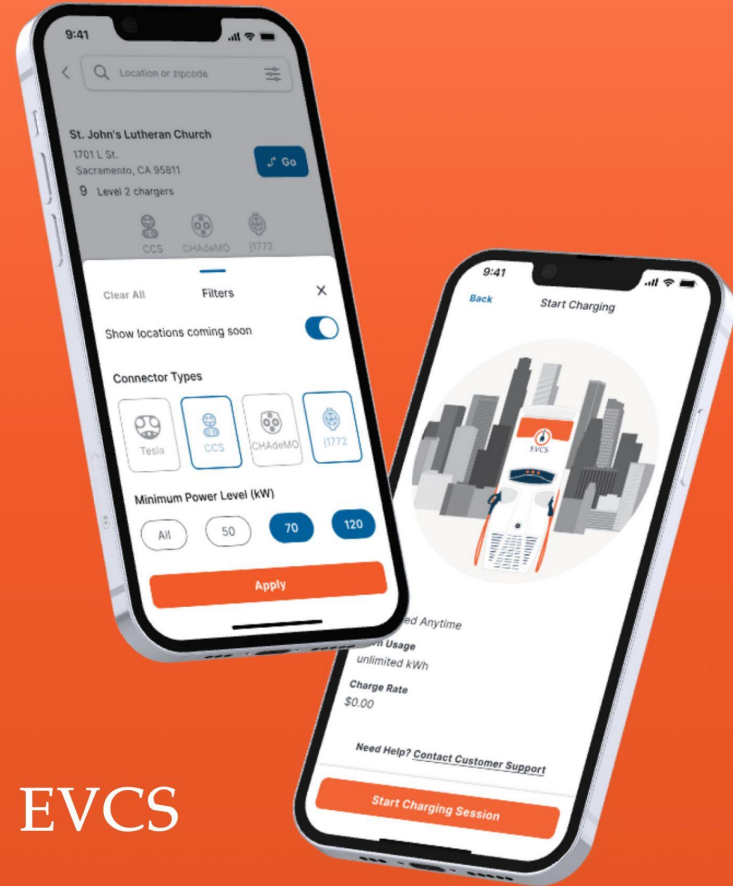 9:41
Location or zipcode
St. John's Lutheran Church
1701 L St.
Go
Sacramento, CA 95811
9 Level 2 chargers
CCS CHAdeMO J1772
Clear All Filters X
Show locations coming soon
Connector Types
Tesla CCS CHAdeMO J1772
Minimum Power Level (kW)
All 50 70 120
Apply
9:41
Back Start Charging
EVCS
Anytime
Usage
unlimited kWh
Charge Rate
$0.00
Need Help? Contact Customer Support
Start Charging Session
EVCS